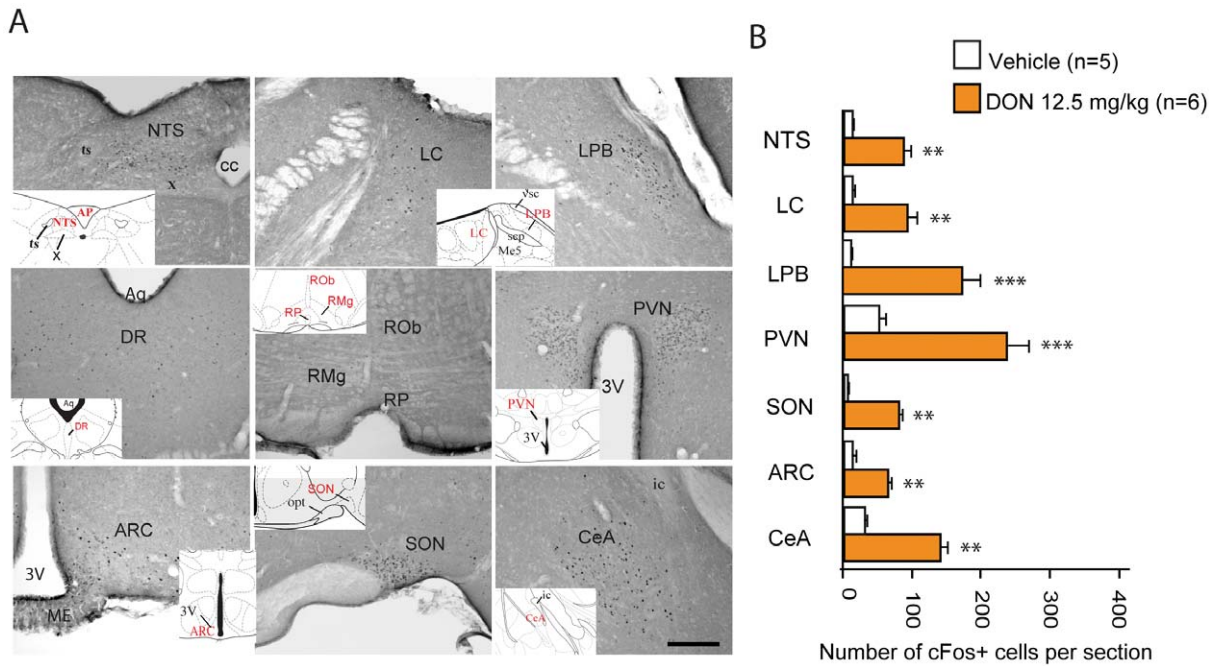 A
NTS
ts
cc
X
AP
NTS
ts
X
LC
LPB
vsc
LPB
LC
scp
Me5
Aq
DR
Aq
DR
ROb
RMg
RP
ROb
RMg
RP
PVN
3V
PVN
3V
ARC
3V
ME
3V
ARC
SON
opt
SON
ic
CeA
ic
CeA
B
Vehicle (n=5)
DON 12.5 mg/kg (n=6)
NTS **
LC **
LPB ***
PVN ***
SON **
ARC **
CeA **
0 100 200 300 400
Number of cFos+ cells per section